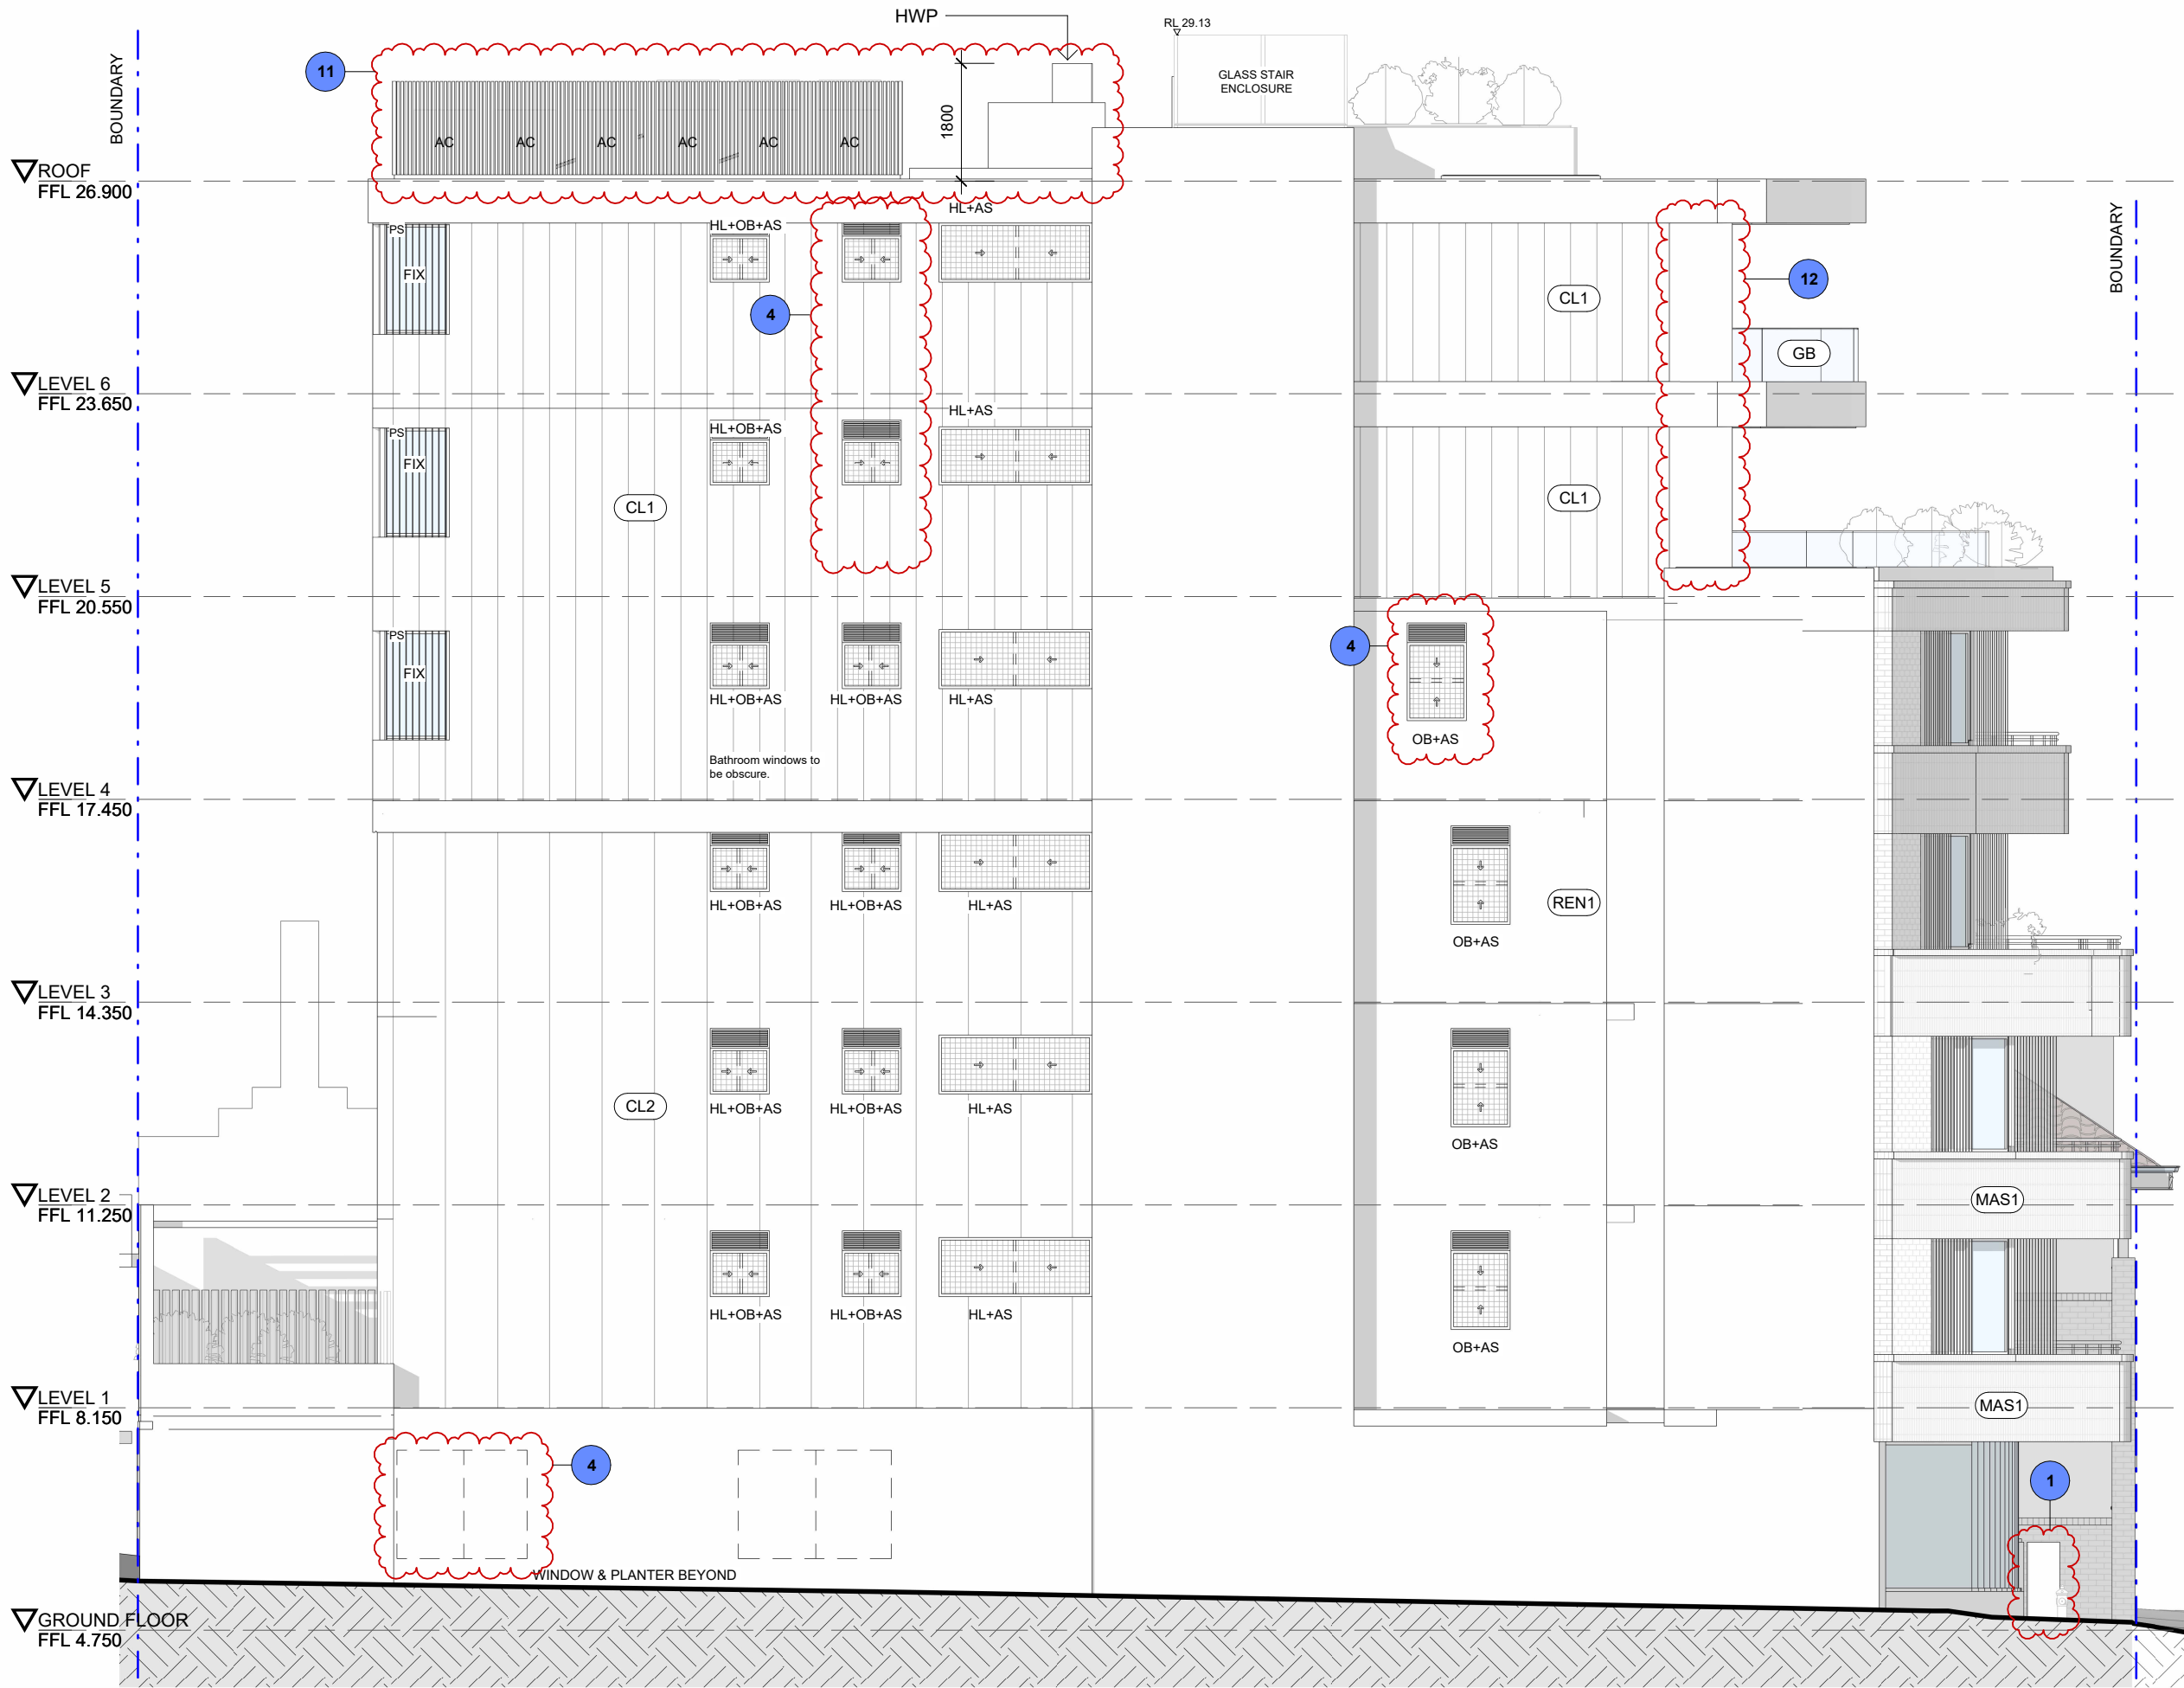 HWP
RL 29.13
BOUNDARY
11
GLASS STAIR
ENCLOSURE
1800
AC
AC
AC
AC
AC
AC
ROOF
FFL 26.900
HL+AS
BOUNDARY
PS
HL+OB+AS
FIX
12
CL1
4
GB
LEVEL 6
FFL 23.650
HL+AS
PS
HL+OB+AS
FIX
CL1
CL1
LEVEL 5
FFL 20.550
PS
4
FIX
HL+OB+AS
HL+OB+AS
HL+AS
OB+AS
Bathroom windows to
be obscure.
LEVEL 4
FFL 17.450
HL+OB+AS
HL+OB+AS
HL+AS
REN1
OB+AS
LEVEL 3
FFL 14.350
CL2
HL+OB+AS
HL+OB+AS
HL+AS
OB+AS
LEVEL 2
FFL 11.250
MAS1
HL+OB+AS
HL+OB+AS
HL+AS
OB+AS
LEVEL 1
FFL 8.150
MAS1
4
1
WINDOW & PLANTER BEYOND
GROUND FLOOR
FFL 4.750